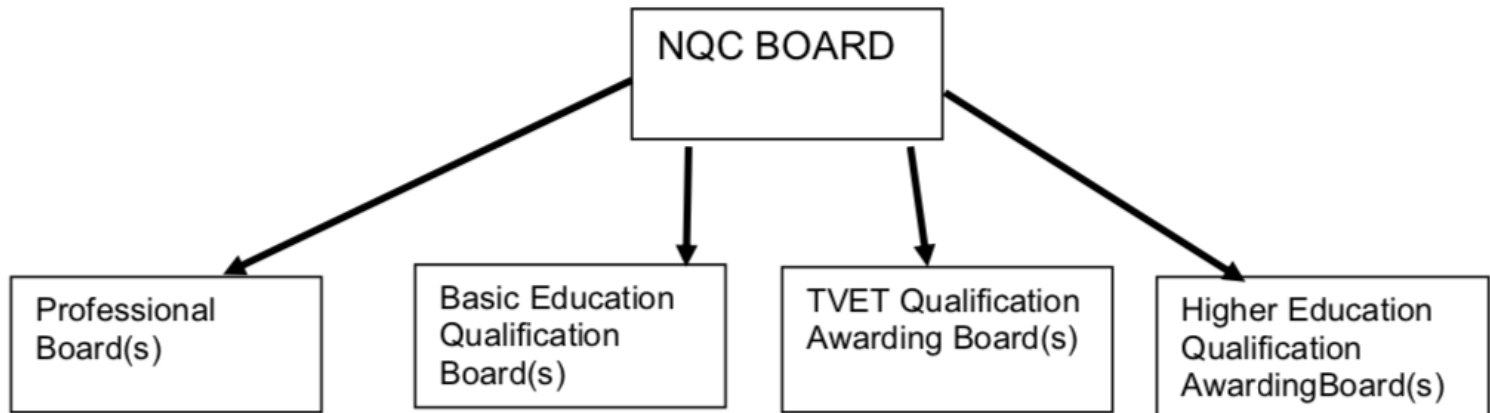 NQC BOARD
Professional
Board(s)
Basic Education
Qualification
Board(s)
TVET Qualification
Awarding Board(s)
Higher Education
Qualification
AwardingBoard(s)